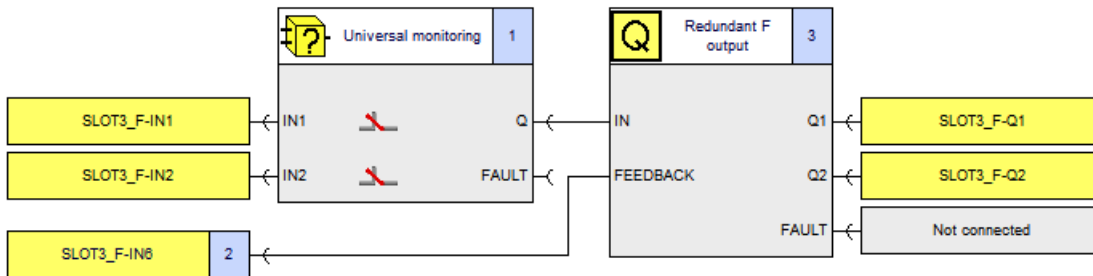 Universal monitoring
1
Redundant F
output
3
Q
SLOT3_F-IN1
IN1
Q
IN
Q1
SLOT3_F-Q1
SLOT3_F-IN2
IN2
FAULT
FEEDBACK
Q2
SLOT3_F-Q2
FAULT
Not connected
SLOT3_F-IN6
2
?